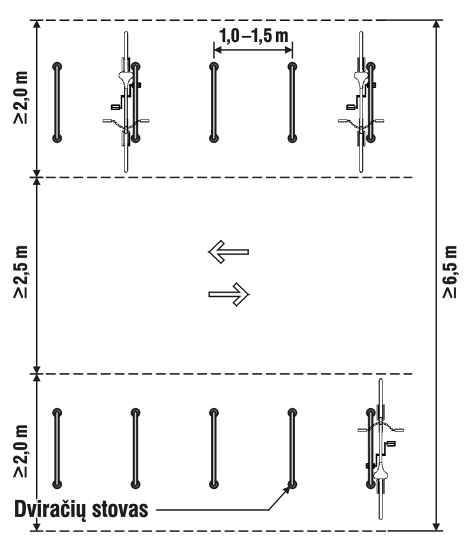 1,0–1,5 m
≥2,0 m
≥2,5 m
≥6,5 m
≥2,0 m
Dviračių stovas